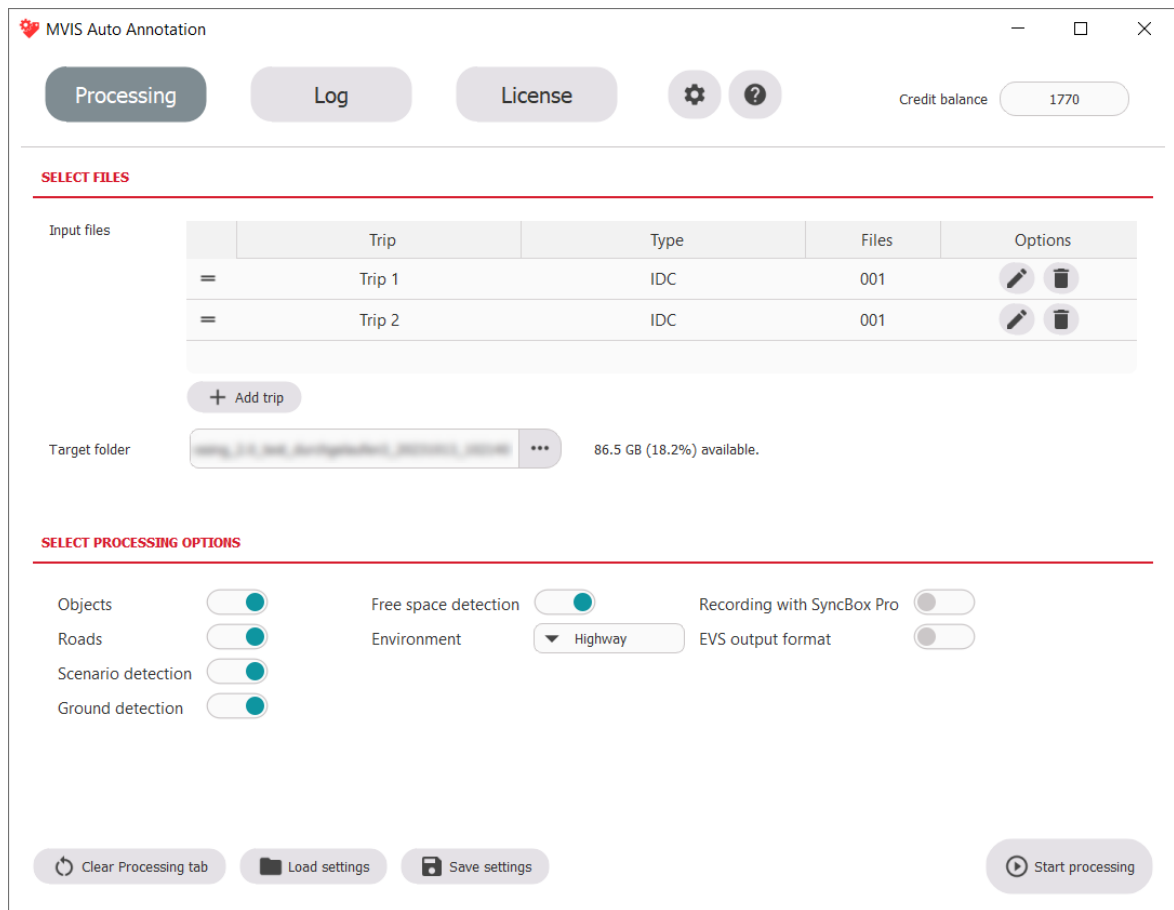 MVIS Auto Annotation
Processing Log License Credit balance 1770
SELECT FILES
Input files
Trip Type Files Options
Trip 1 IDC 001
Trip 2 IDC 001
Add trip
Target folder 86.5 GB (18.2%) available.
SELECT PROCESSING OPTIONS
Objects Free space detection Recording with SyncBox Pro
Roads Environment Highway EVS output format
Scenario detection
Ground detection
Clear Processing tab Load settings Save settings Start processing